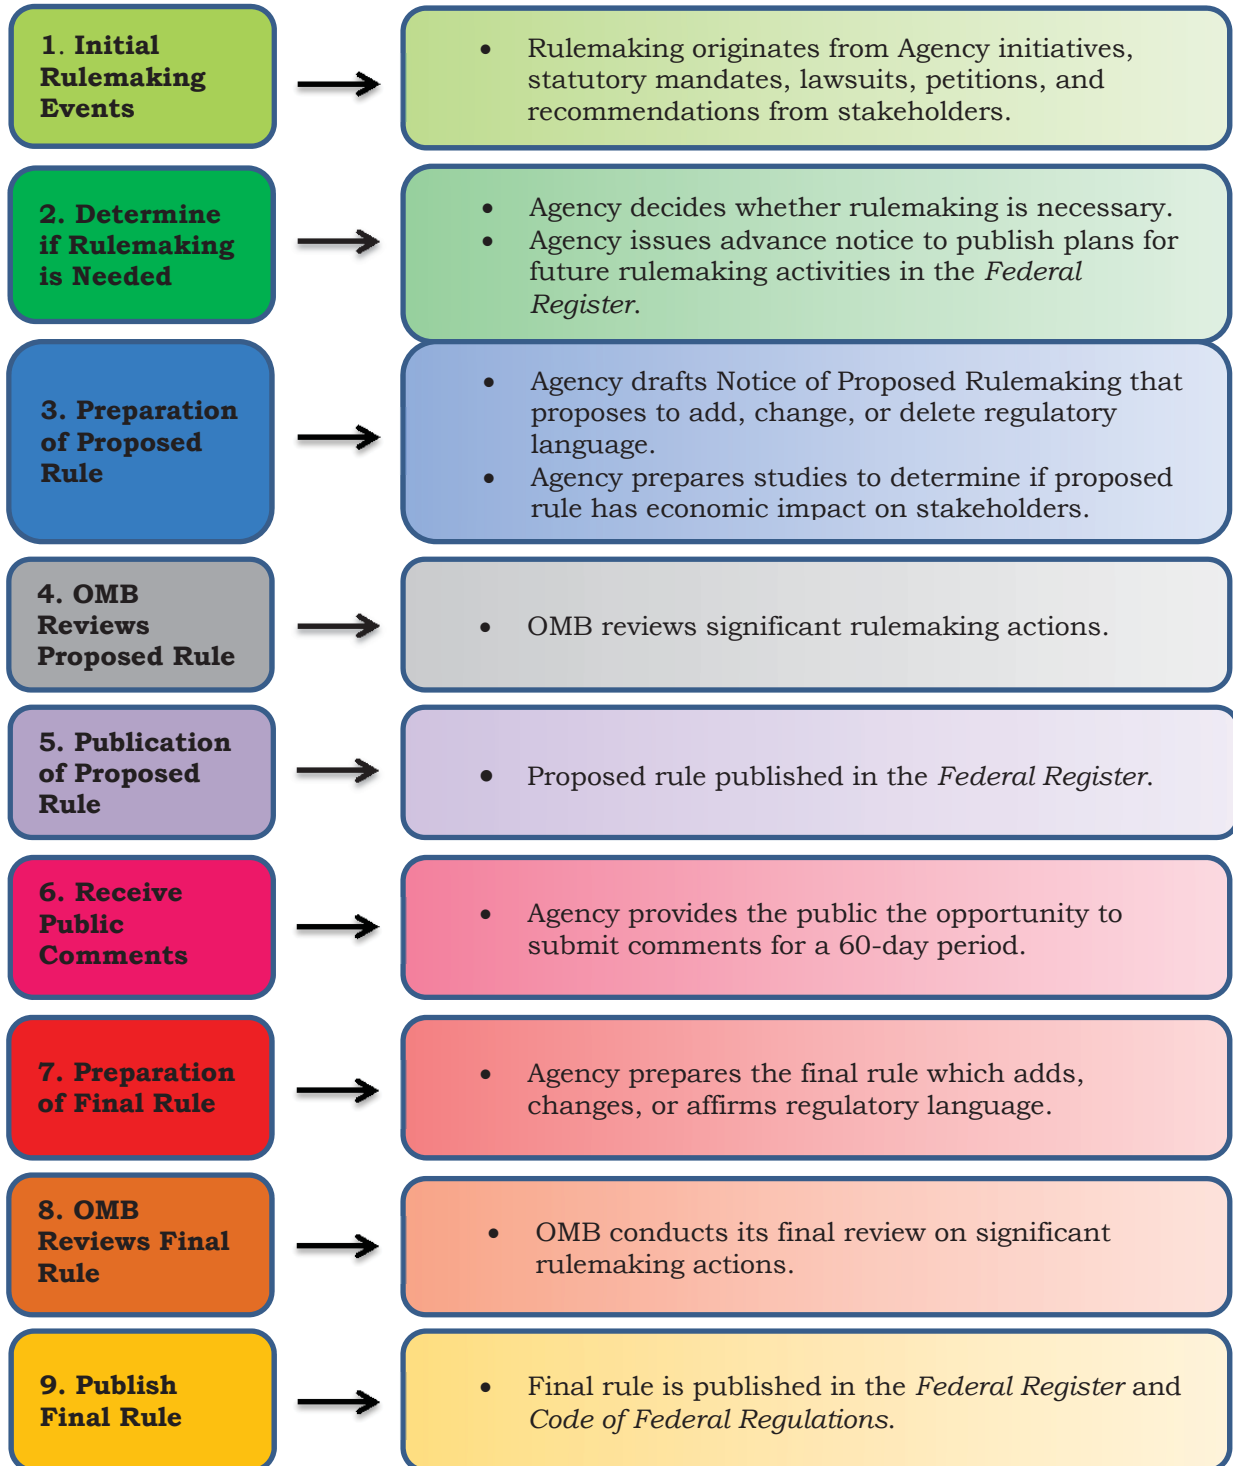 1. Initial
Rulemaking
Events
• Rulemaking originates from Agency initiatives,
statutory mandates, lawsuits, petitions, and
recommendations from stakeholders.
2. Determine
if Rulemaking
is Needed
• Agency decides whether rulemaking is necessary.
• Agency issues advance notice to publish plans for
future rulemaking activities in the Federal
Register.
3. Preparation
of Proposed
Rule
• Agency drafts Notice of Proposed Rulemaking that
proposes to add, change, or delete regulatory
language.
• Agency prepares studies to determine if proposed
rule has economic impact on stakeholders.
4. OMB
Reviews
Proposed Rule
• OMB reviews significant rulemaking actions.
5. Publication
of Proposed
Rule
• Proposed rule published in the Federal Register.
6. Receive
Public
Comments
• Agency provides the public the opportunity to
submit comments for a 60-day period.
7. Preparation
of Final Rule
• Agency prepares the final rule which adds,
changes, or affirms regulatory language.
8. OMB
Reviews Final
Rule
• OMB conducts its final review on significant
rulemaking actions.
9. Publish
Final Rule
• Final rule is published in the Federal Register and
Code of Federal Regulations.